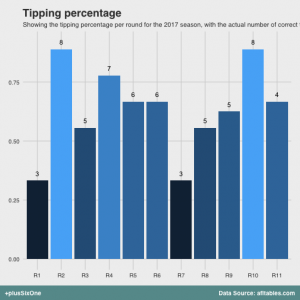 Tipping percentage
Showing the tipping percentage per round for the 2017 season, with the actual number of correct
3 8 5 7 6 6 3 5 5 8 4
0.75
0.50
0.25
0.00
R1 R2 R3 R4 R5 R6 R7 R8 R9 R10 R11
+plusSixOne Data Source: afltables.com